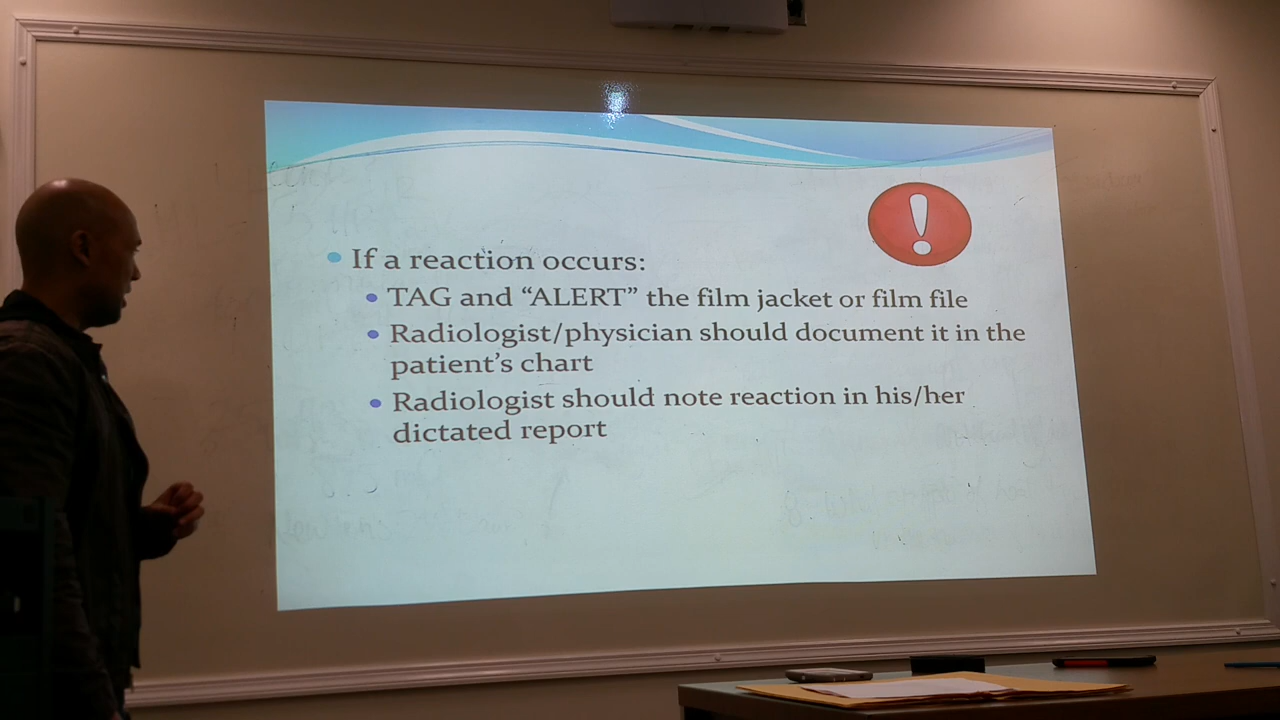 If a reaction occurs:
TAG and “ALERT” the film jacket or film file
Radiologist/physician should document it in the
patient’s chart
Radiologist should note reaction in his/her
dictated report